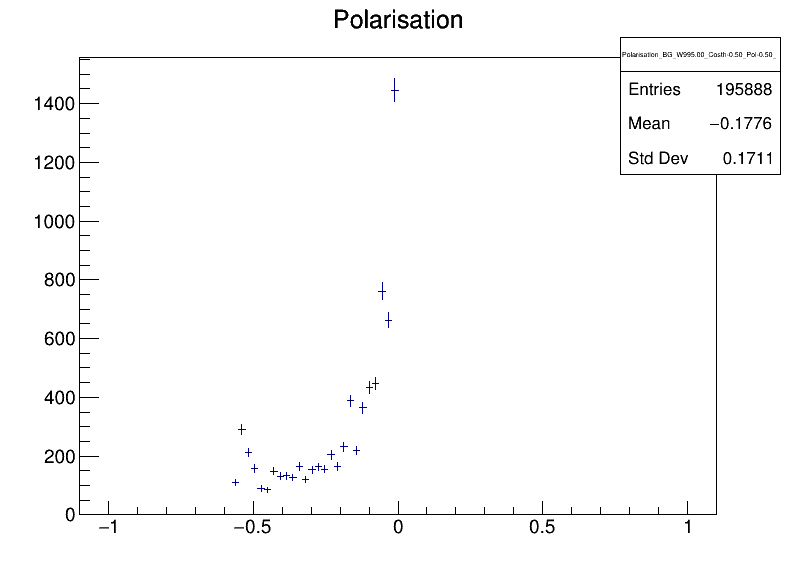 Polarisation
Polarisation_BG_W995.00_Costh-0.50_Pol-0.50_
Entries 195888
Mean −0.1776
Std Dev 0.1711
1400
1200
1000
800
600
400
200
0
−1 −0.5 0 0.5 1